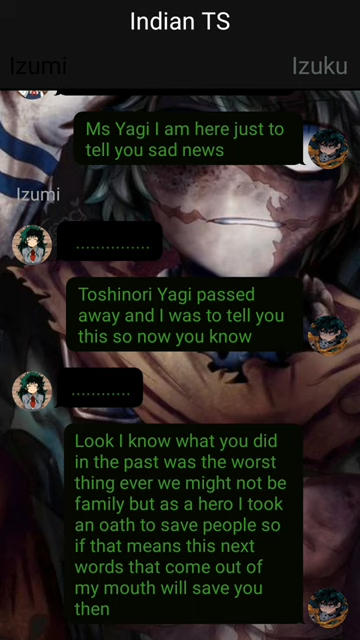 Indian TS
Izumi
Izuku
Ms Yagi I am here just to
tell you sad news
Izumi
...............
Toshinori Yagi passed
away and I was to tell you
this so now you know
............
Look I know what you did
in the past was the worst
thing ever we might not be
family but as a hero I took
an oath to save people so
if that means this next
words that come out of
my mouth will save you
then